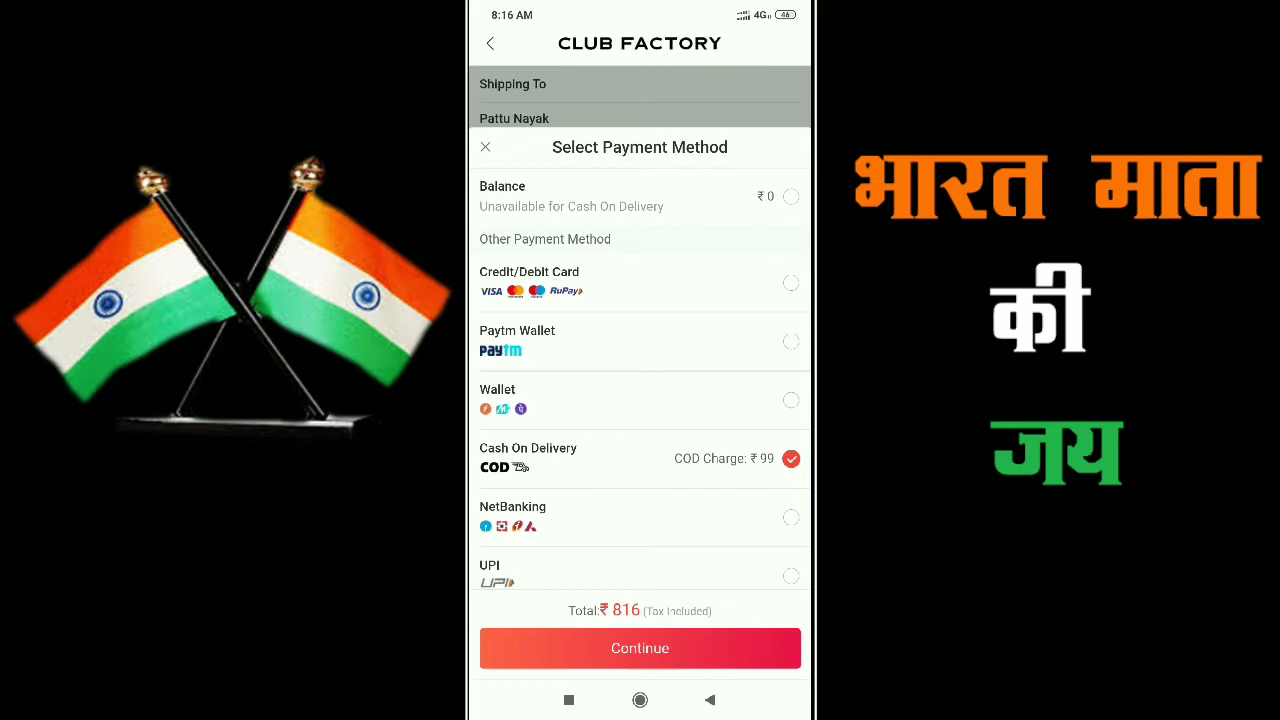 8:16 AM 4G 46
CLUB FACTORY
Shipping To
Pattu Nayak
Select Payment Method
Balance
₹ 0
Unavailable for Cash On Delivery
Other Payment Method
Credit/Debit Card
VISA RuPay
Paytm Wallet
paytm
Wallet
Cash On Delivery
COD Charge: ₹ 99
COD
NetBanking
UPI
UPI
Total:₹ 816 (Tax Included)
Continue
भारत माता
की
जय